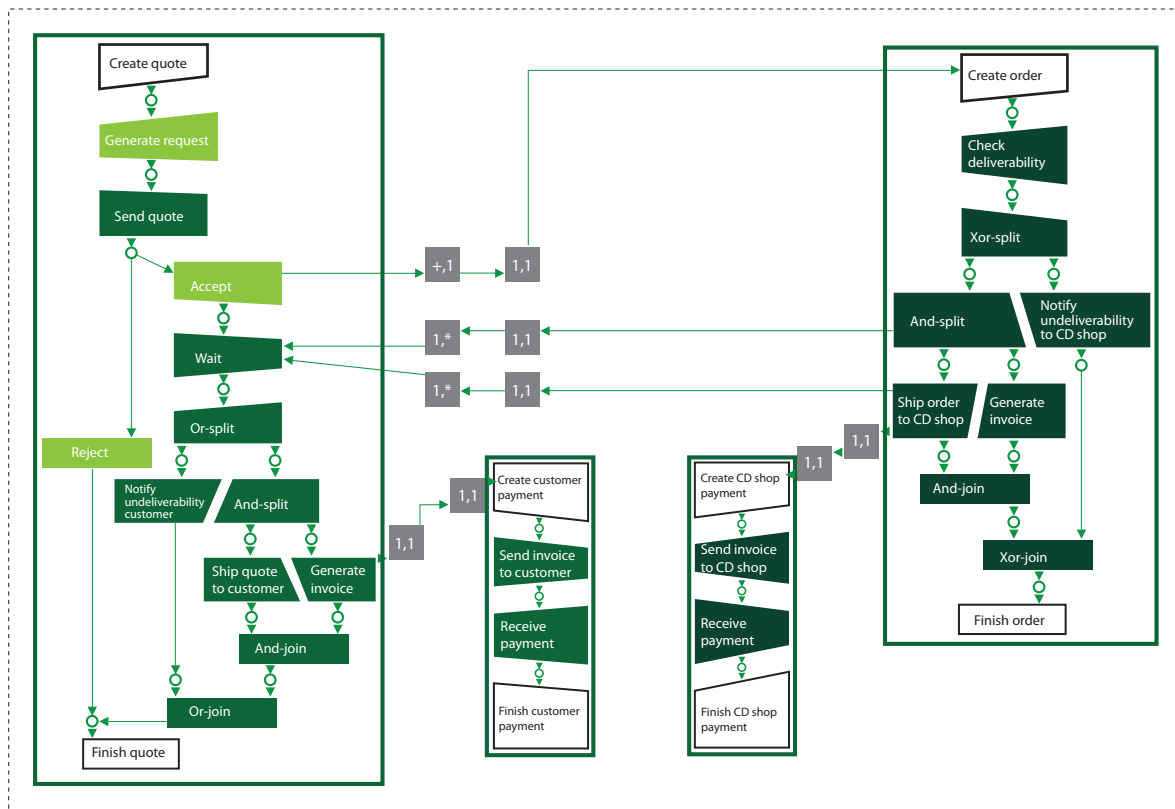 Create quote
Generate request
Send quote
Accept
Wait
Or-split
Reject
Notify
undeliverability
customer
And-split
Ship quote
to customer
Generate
invoice
And-join
Or-join
Finish quote
+,1
1,1
1,*
1,1
1,*
1,1
1,1
1,1
1,1
1,1
Create customer
payment
Send invoice
to customer
Receive
payment
Finish customer
payment
Create CD shop
payment
Send invoice
to CD shop
Receive
payment
Finish CD shop
payment
Create order
Check
deliverability
Xor-split
And-split
Notify
undeliverability
to CD shop
Ship order
to CD shop
Generate
invoice
And-join
Xor-join
Finish order